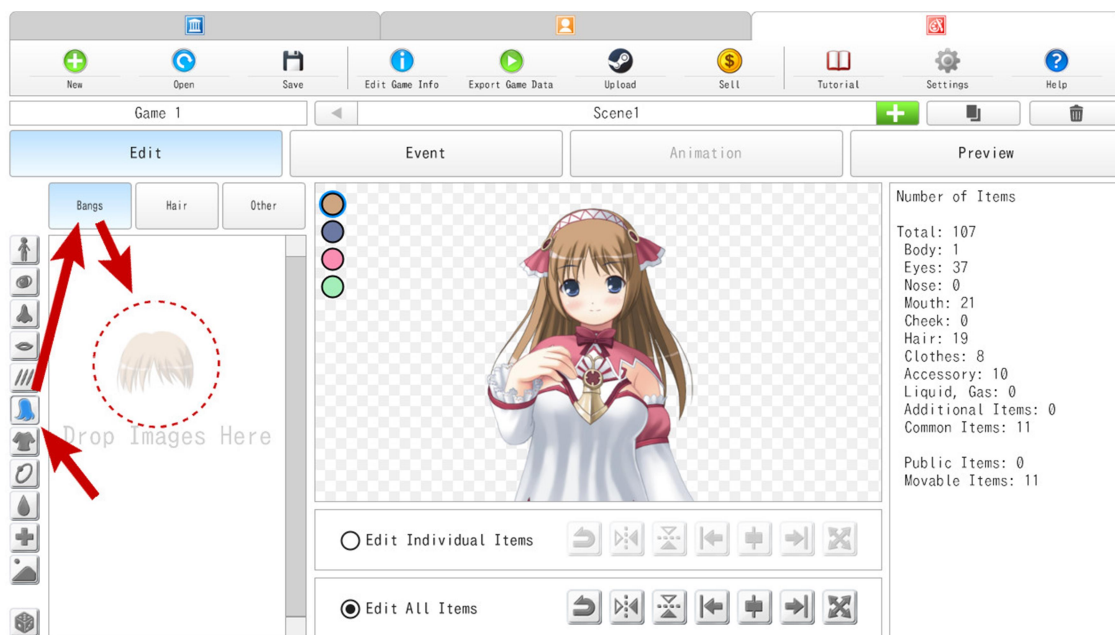 New
Open
Save
Edit Game Info
Export Game Data
Upload
Sell
Tutorial
Settings
Help
Game 1
Scene1
Edit
Event
Animation
Preview
Bangs
Hair
Other
Drop Images Here
Edit Individual Items
Edit All Items
Number of Items
Total: 107
Body: 1
Eyes: 37
Nose: 0
Mouth: 21
Cheek: 0
Hair: 19
Clothes: 8
Accessory: 10
Liquid, Gas: 0
Additional Items: 0
Common Items: 11
Public Items: 0
Movable Items: 11